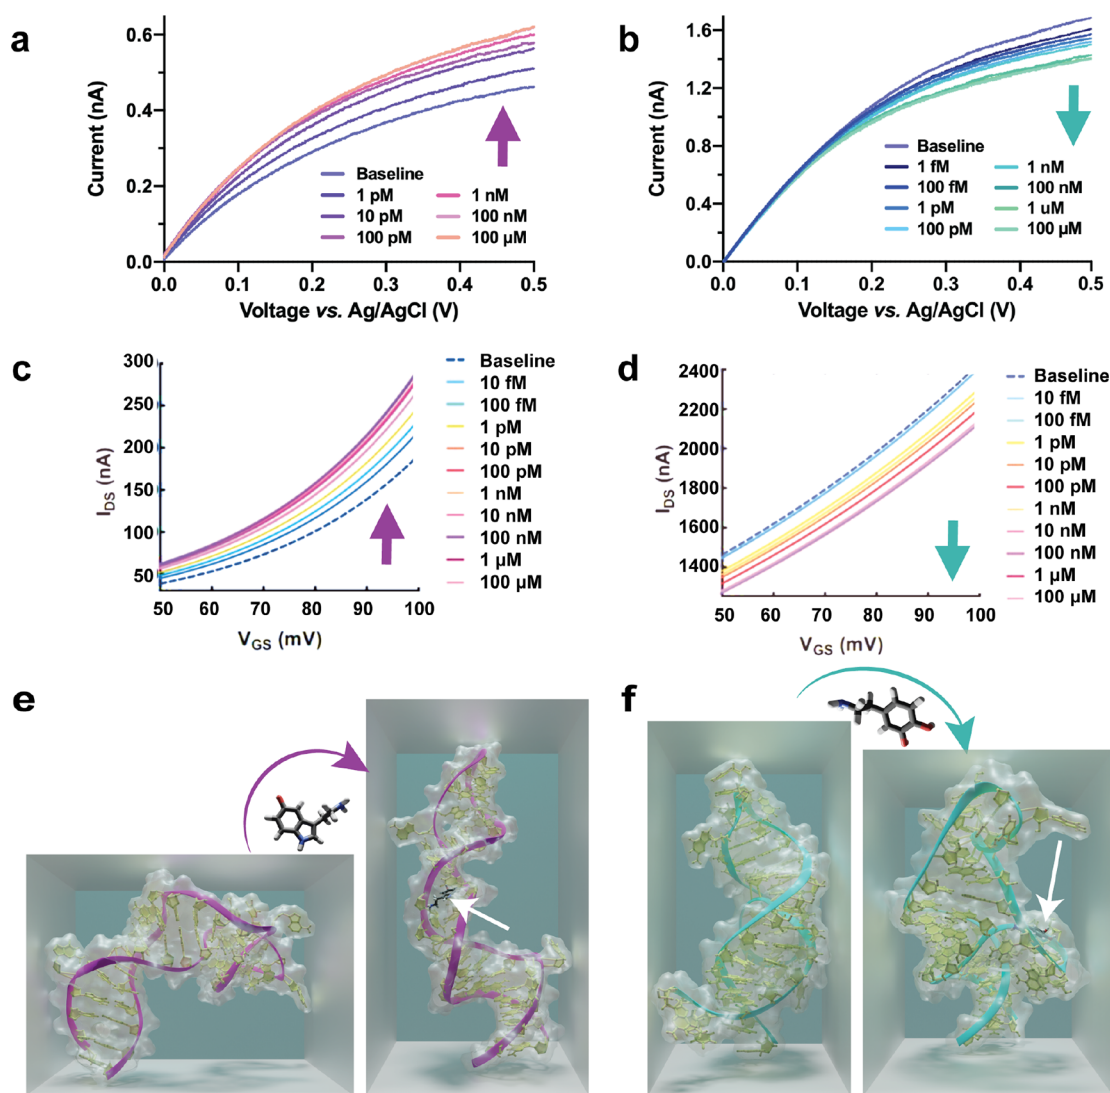 a
Current (nA)
0.6
0.4
0.2
0.0
0.0 0.1 0.2 0.3 0.4 0.5
Voltage vs. Ag/AgCl (V)
Baseline
1 pM
10 pM
100 pM
1 nM
100 nM
100 µM
b
Current (nA)
1.6
1.2
0.8
0.4
0.0
0.0 0.1 0.2 0.3 0.4 0.5
Voltage vs. Ag/AgCl (V)
Baseline
1 fM
100 fM
1 pM
100 pM
1 nM
100 nM
1 uM
100 µM
c
I_DS (nA)
300
250
200
150
100
50
50 60 70 80 90 100
V_GS (mV)
Baseline
10 fM
100 fM
1 pM
10 pM
100 pM
1 nM
10 nM
100 nM
1 µM
100 µM
d
I_DS (nA)
2400
2200
2000
1800
1600
1400
50 60 70 80 90 100
V_GS (mV)
Baseline
10 fM
100 fM
1 pM
10 pM
100 pM
1 nM
10 nM
100 nM
1 µM
100 µM
e
f